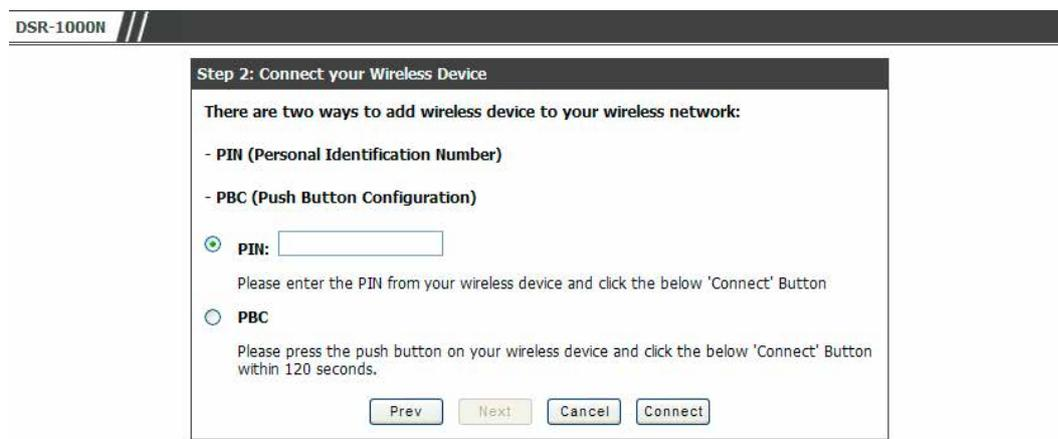 DSR-1000N
Step 2: Connect your Wireless Device
There are two ways to add wireless device to your wireless network:
- PIN (Personal Identification Number)
- PBC (Push Button Configuration)
PIN:
Please enter the PIN from your wireless device and click the below 'Connect' Button
PBC
Please press the push button on your wireless device and click the below 'Connect' Button
within 120 seconds.
Prev Next Cancel Connect